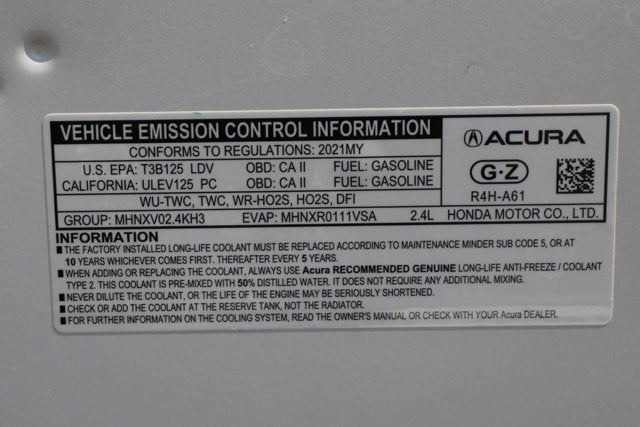 VEHICLE EMISSION CONTROL INFORMATION
CONFORMS TO REGULATIONS: 2021MY
U.S. EPA: T3B125 LDV OBD: CA II FUEL: GASOLINE
CALIFORNIA: ULEV125 PC OBD: CA II FUEL: GASOLINE
WU-TWC, TWC, WR-HO2S, HO2S, DFI
GROUP: MHNXV02.4KH3 EVAP: MHNXR0111VSA 2.4L
ACURA
G-Z
R4H-A61
HONDA MOTOR CO., LTD.
INFORMATION
■ THE FACTORY INSTALLED LONG-LIFE COOLANT MUST BE REPLACED ACCORDING TO MAINTENANCE MINDER SUB CODE 5, OR AT
10 YEARS WHICHEVER COMES FIRST. THEREAFTER EVERY 5 YEARS.
■ WHEN ADDING OR REPLACING THE COOLANT, ALWAYS USE Acura RECOMMENDED GENUINE LONG-LIFE ANTI-FREEZE / COOLANT
TYPE 2. THIS COOLANT IS PRE-MIXED WITH 50% DISTILLED WATER. IT DOES NOT REQUIRE ANY ADDITIONAL MIXING.
■ NEVER DILUTE THE COOLANT, OR THE LIFE OF THE ENGINE MAY BE SERIOUSLY SHORTENED.
■ CHECK OR ADD THE COOLANT AT THE RESERVE TANK, NOT THE RADIATOR.
■ FOR FURTHER INFORMATION ON THE COOLING SYSTEM, READ THE OWNER'S MANUAL OR CHECK WITH YOUR Acura DEALER.